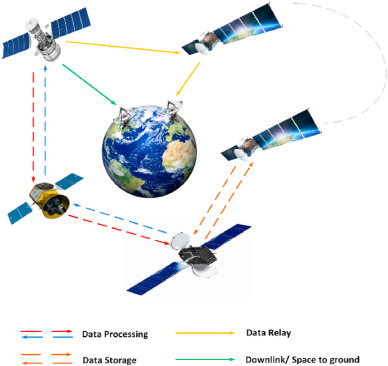 Data Processing
Data Relay
Data Storage
Downlink/ Space to ground